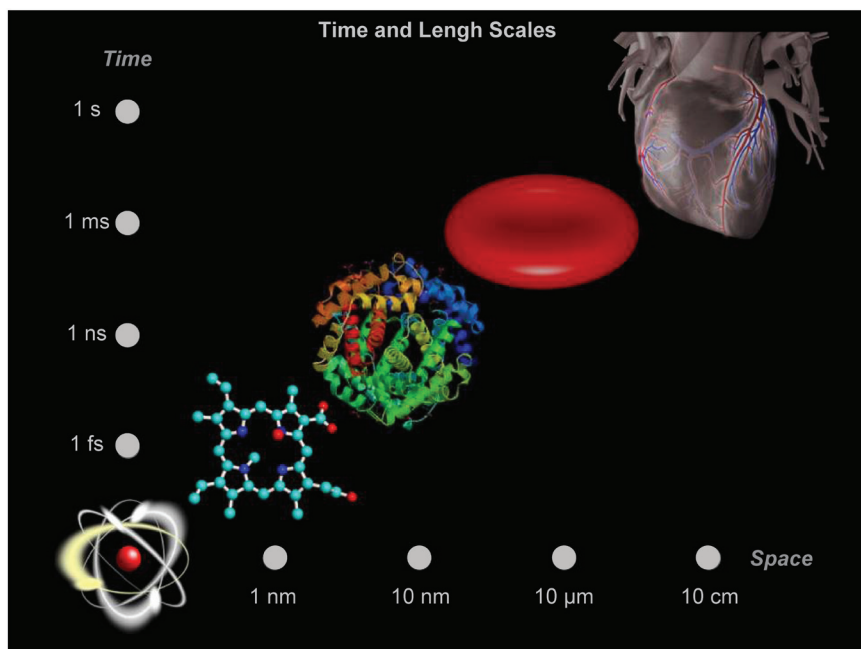 Time and Lengh Scales
Time
1 s
1 ms
1 ns
1 fs
Space
1 nm
10 nm
10 µm
10 cm